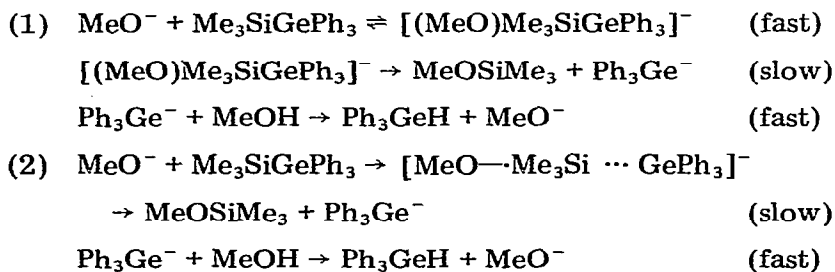 (1) MeO⁻ + Me₃SiGePh₃ ⇌ [(MeO)Me₃SiGePh₃]⁻ (fast)
[(MeO)Me₃SiGePh₃]⁻ → MeOSiMe₃ + Ph₃Ge⁻ (slow)
Ph₃Ge⁻ + MeOH → Ph₃GeH + MeO⁻ (fast)
(2) MeO⁻ + Me₃SiGePh₃ → [MeO—·Me₃Si ··· GePh₃]⁻
→ MeOSiMe₃ + Ph₃Ge⁻ (slow)
Ph₃Ge⁻ + MeOH → Ph₃GeH + MeO⁻ (fast)